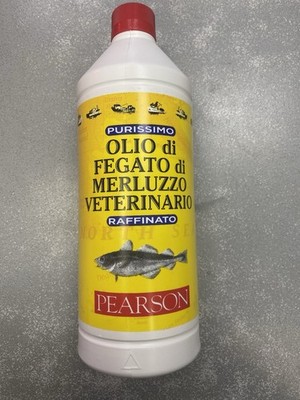 PURISSIMO
OLIO di
FEGATO di
MERLUZZO
VETERINARIO
RAFFINATO
PEARSON